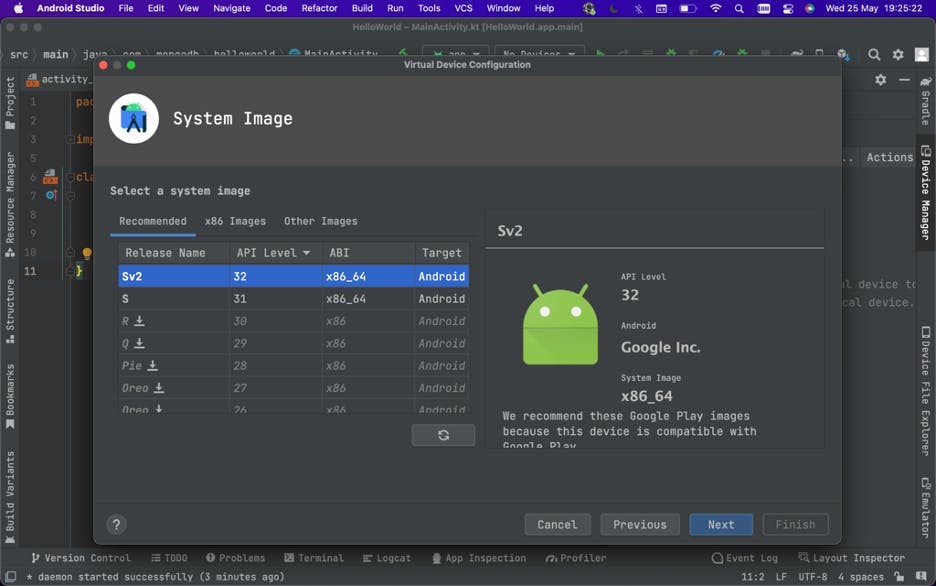 Android Studio File Edit View Navigate Code Refactor Build Run Tools VCS Window Help Wed 25 May 19:25:22
HelloWorld – MainActivity.kt [HelloWorld.app.main]
src main java com mongodb helloworld MainActivity app No Devices
Virtual Device Configuration
activity_
System Image
Select a system image
Recommended x86 Images Other Images
Release Name API Level ABI Target
Sv2 32 x86_64 Android
S 31 x86_64 Android
R 30 x86 Android
Q 29 x86 Android
Pie 28 x86 Android
Oreo 27 x86 Android
Oreo 26 x86 Android
Sv2
API Level
32
Android
Google Inc.
System Image
x86_64
We recommend these Google Play images
because this device is compatible with
Google Play
? Cancel Previous Next Finish
1 pac
2
3 imp
5
6 cla
7
8
9
10
11 }
.. Actions
al device to
cal device.
Project
Resource Manager
Structure
Bookmarks
Build Variants
Gradle
Device Manager
Device File Explorer
Emulator
Version Control TODO Problems Terminal Logcat App Inspection Profiler Event Log Layout Inspector
* daemon started successfully (3 minutes ago) 11:2 LF UTF-8 4 spaces